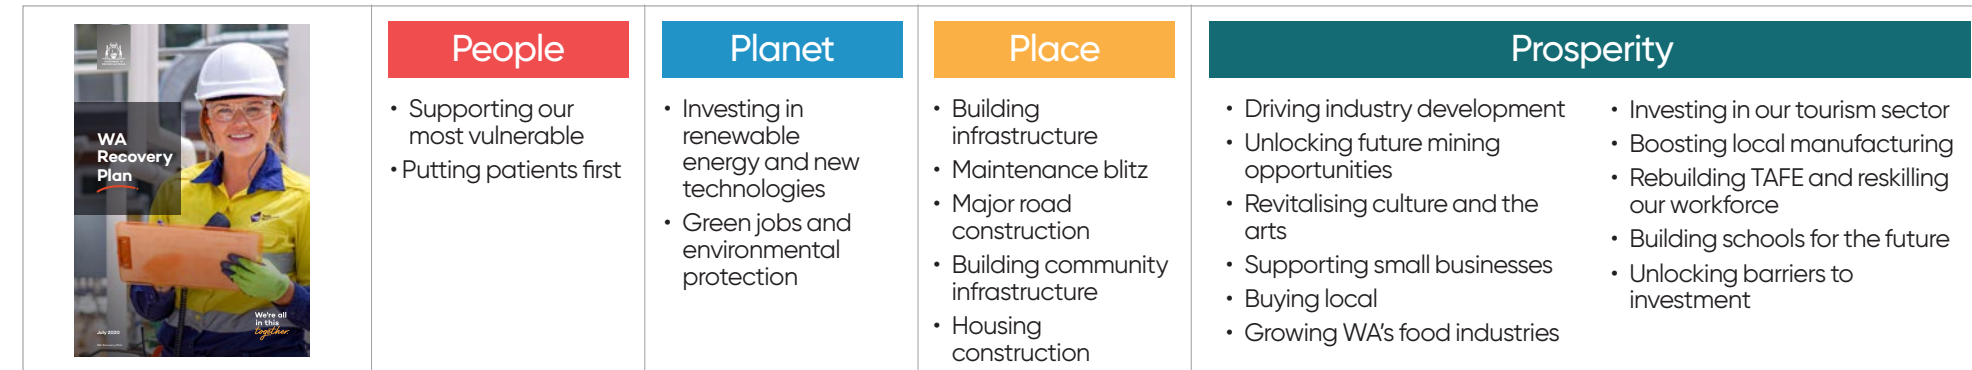 WA
Recovery
Plan
We're all
in this
together.
July 2020
People
• Supporting our
most vulnerable
• Putting patients first
Planet
• Investing in
renewable
energy and new
technologies
• Green jobs and
environmental
protection
Place
• Building
infrastructure
• Maintenance blitz
• Major road
construction
• Building community
infrastructure
• Housing
construction
Prosperity
• Driving industry development
• Unlocking future mining
opportunities
• Revitalising culture and the
arts
• Supporting small businesses
• Buying local
• Growing WA's food industries
• Investing in our tourism sector
• Boosting local manufacturing
• Rebuilding TAFE and reskilling
our workforce
• Building schools for the future
• Unlocking barriers to
investment